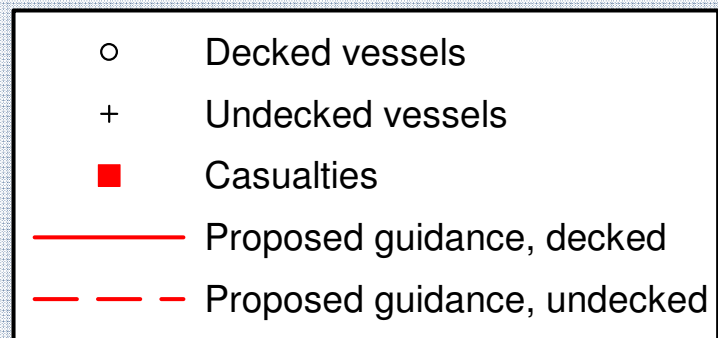 Decked vessels
Undecked vessels
Casualties
Proposed guidance, decked
Proposed guidance, undecked